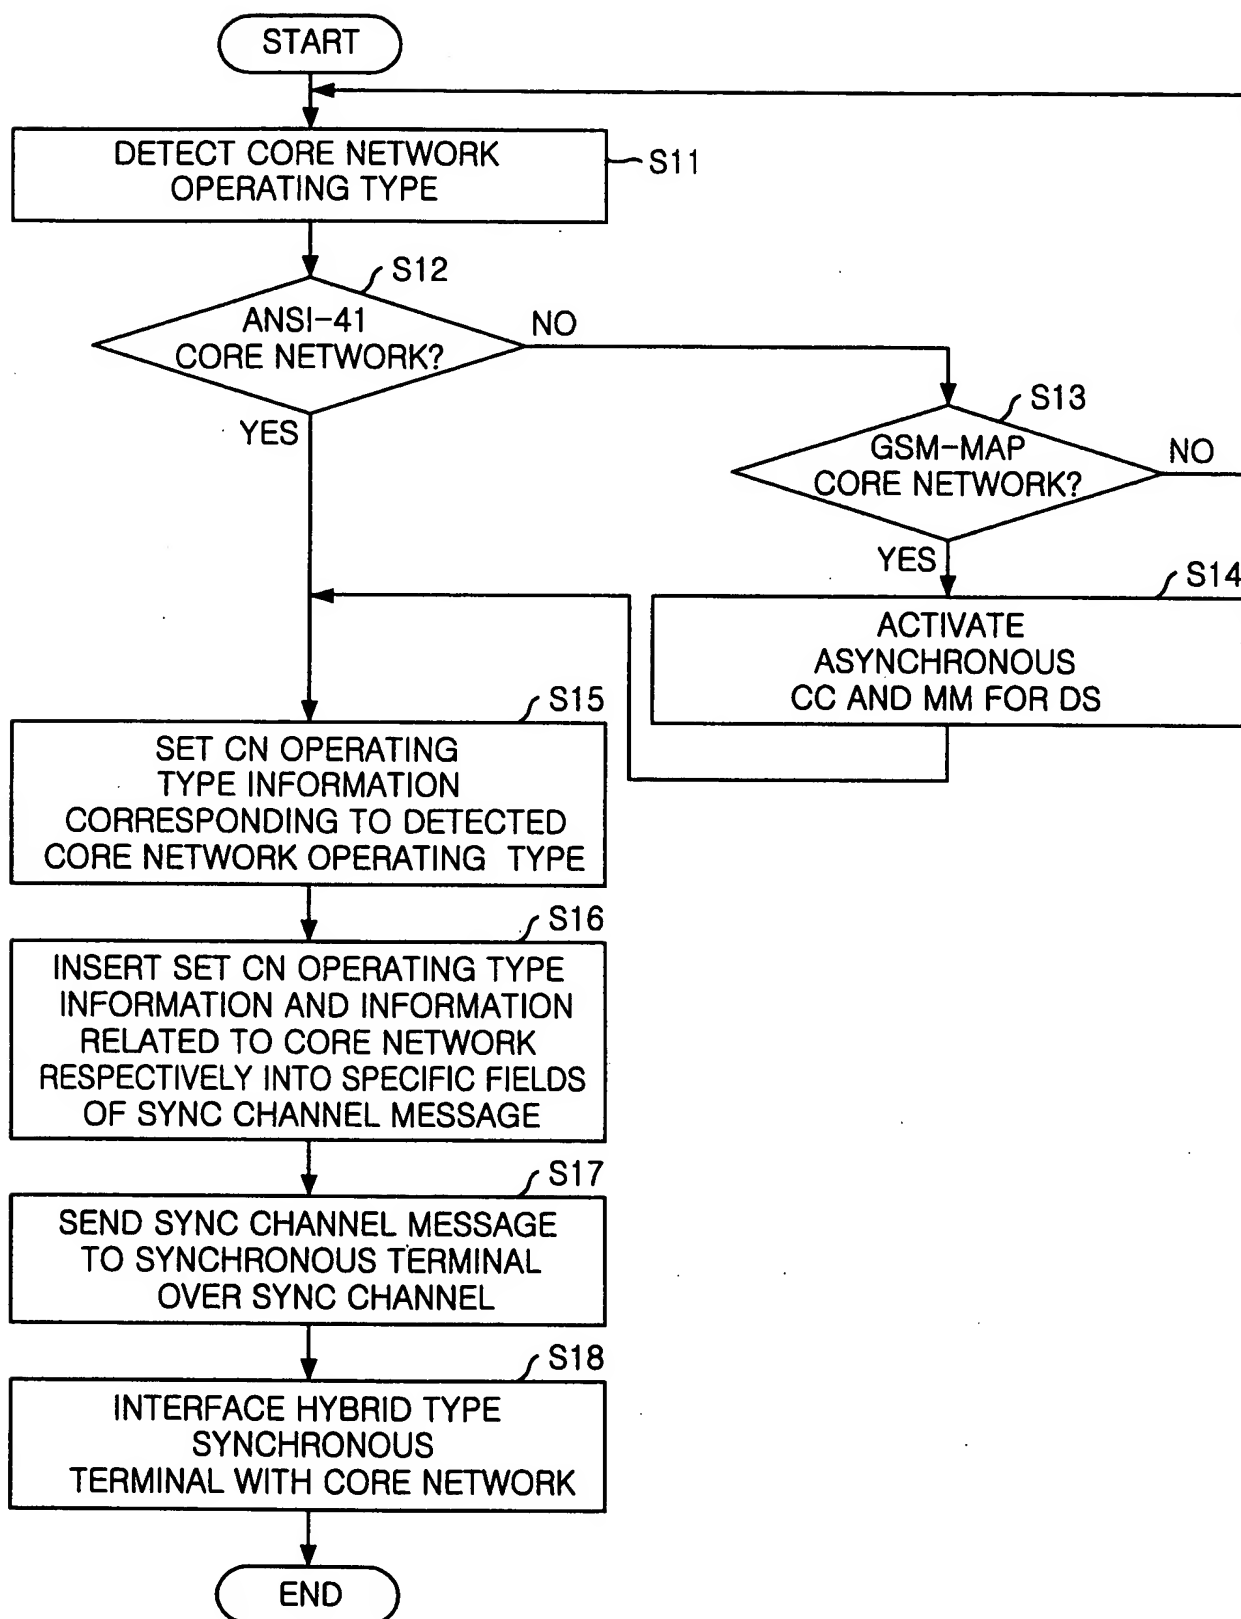 START
DETECT CORE NETWORK
OPERATING TYPE
S11
S12
ANSI-41
CORE NETWORK?
NO
YES
S13
GSM-MAP
CORE NETWORK?
NO
YES
S14
ACTIVATE
ASYNCHRONOUS
CC AND MM FOR DS
S15
SET CN OPERATING
TYPE INFORMATION
CORRESPONDING TO DETECTED
CORE NETWORK OPERATING TYPE
S16
INSERT SET CN OPERATING TYPE
INFORMATION AND INFORMATION
RELATED TO CORE NETWORK
RESPECTIVELY INTO SPECIFIC FIELDS
OF SYNC CHANNEL MESSAGE
S17
SEND SYNC CHANNEL MESSAGE
TO SYNCHRONOUS TERMINAL
OVER SYNC CHANNEL
S18
INTERFACE HYBRID TYPE
SYNCHRONOUS
TERMINAL WITH CORE NETWORK
END